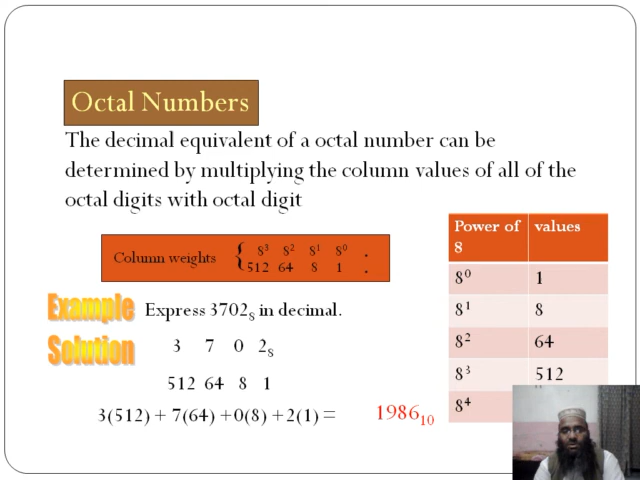 Octal Numbers
The decimal equivalent of a octal number can be
determined by multiplying the column values of all of the
octal digits with octal digit
Column weights { 8³ 8² 8¹ 8⁰ .
512 64 8 1 .
Power of 8 values
8⁰ 1
8¹ 8
8² 64
8³ 512
8⁴
Example
Express 3702₈ in decimal.
Solution
3 7 0 2₈
512 64 8 1
3(512) + 7(64) +0(8) +2(1) = 1986₁₀